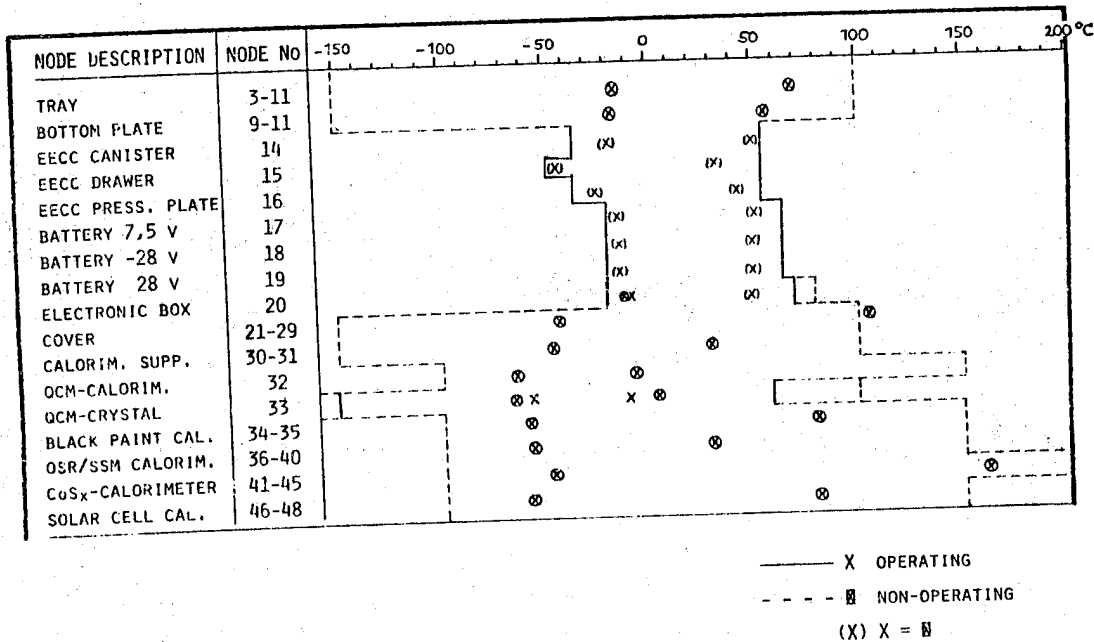 NODE DESCRIPTION NODE No -150 -100 -50 0 50 100 150 200 °C
TRAY 3-11
BOTTOM PLATE 9-11
EECC CANISTER 14
EECC DRAWER 15
EECC PRESS. PLATE 16
BATTERY 7,5 V 17
BATTERY -28 V 18
BATTERY 28 V 19
ELECTRONIC BOX 20
COVER 21-29
CALORIM. SUPP. 30-31
QCM-CALORIM. 32
QCM-CRYSTAL 33
BLACK PAINT CAL. 34-35
OSR/SSM CALORIM. 36-40
CuSx-CALORIMETER 41-45
SOLAR CELL CAL. 46-48
X OPERATING
NON-OPERATING
(X) X =